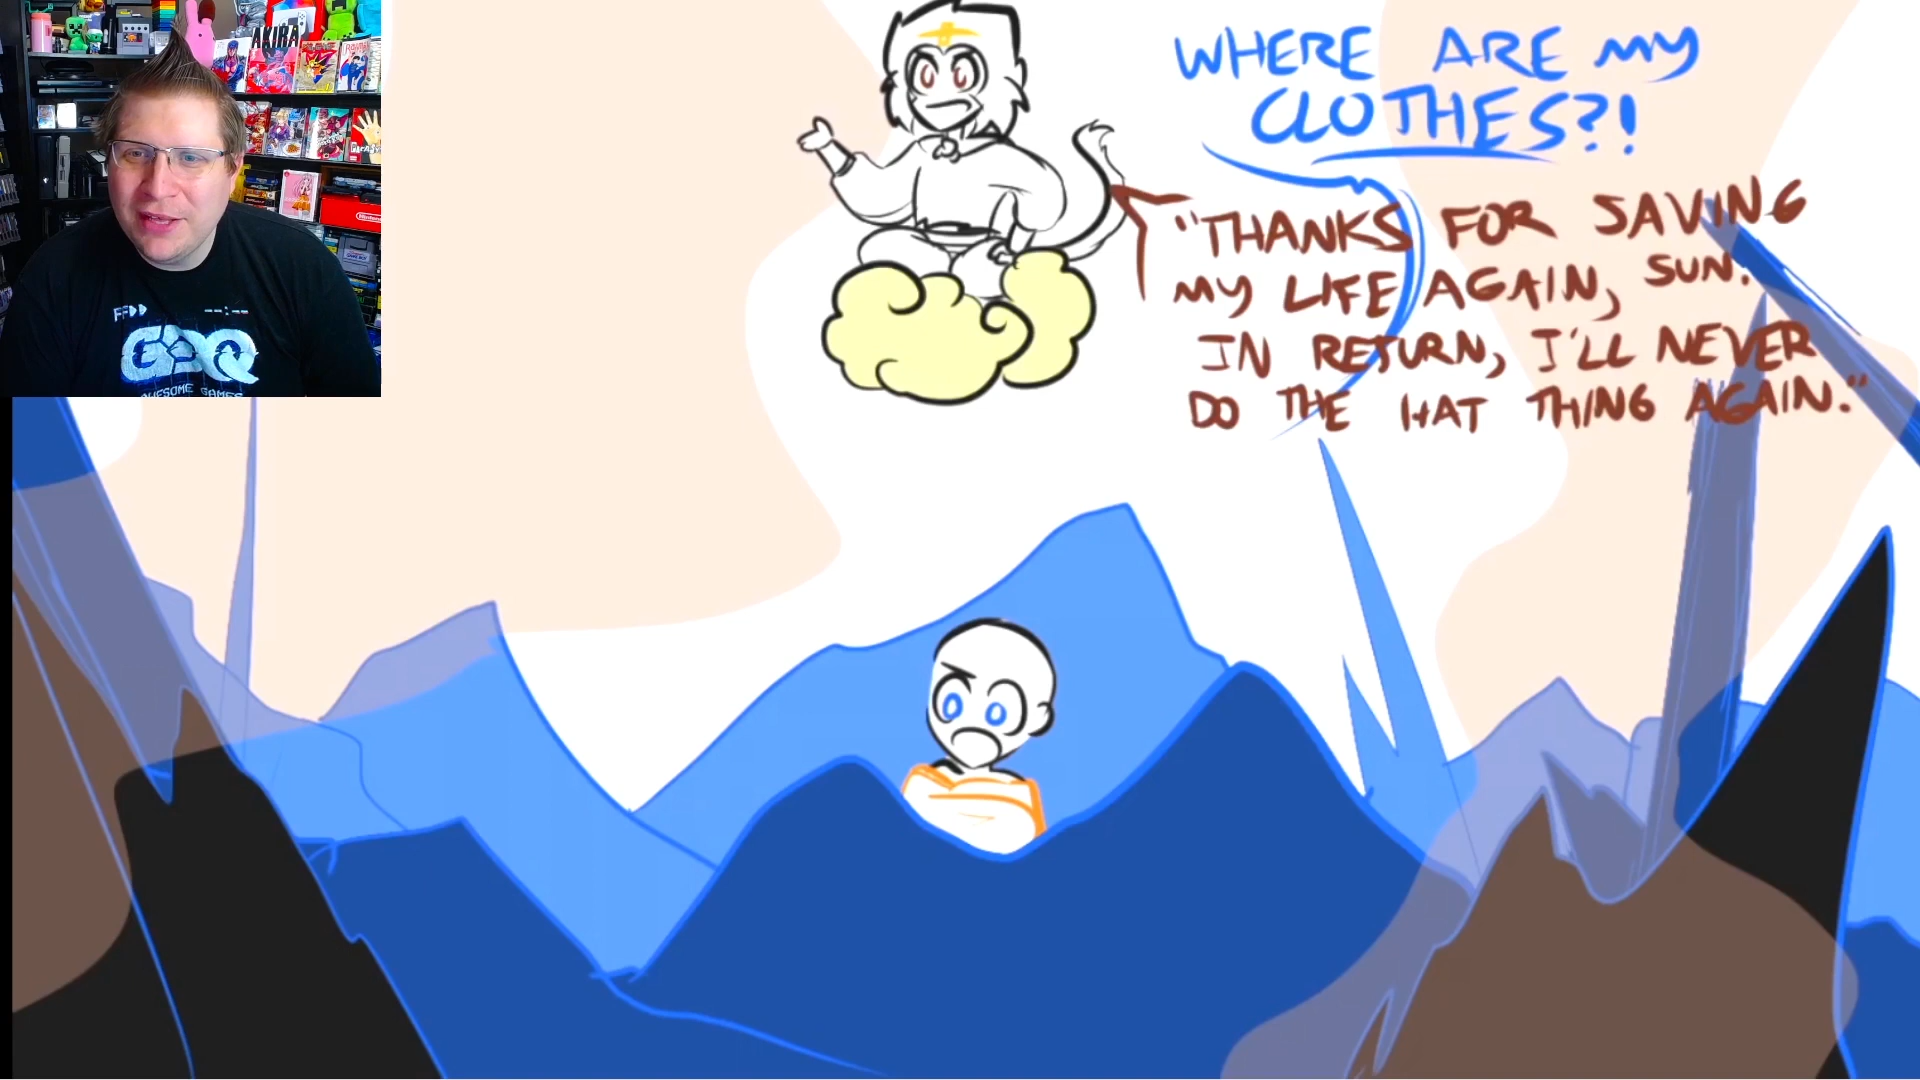 WHERE ARE MY
CLOTHES?!
"THANKS FOR SAVING
MY LIFE AGAIN, SUN.
IN RETURN, I'LL NEVER
DO THE HAT THING AGAIN."
AKIRA
FF
GDQ
AWESOME GAMES